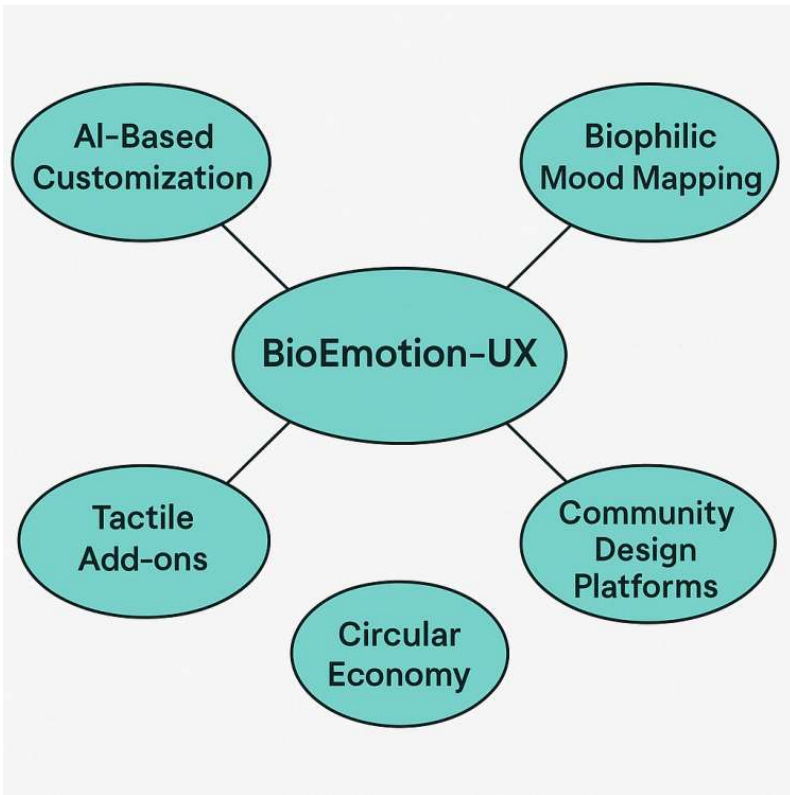 AI-Based
Customization
Biophilic
Mood Mapping
BioEmotion-UX
Tactile
Add-ons
Community
Design
Platforms
Circular
Economy